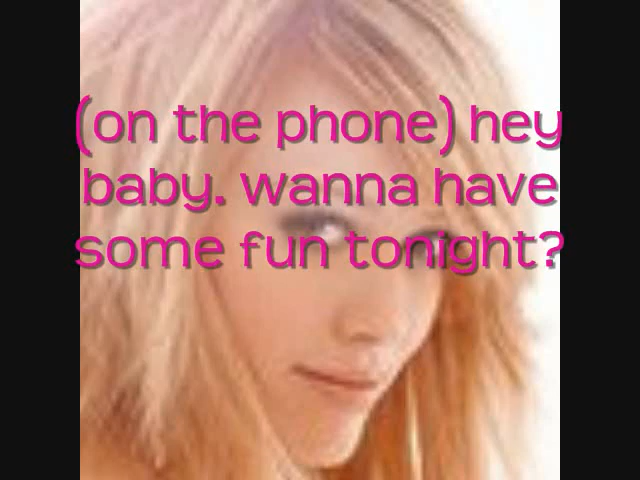 (on the phone) hey
baby. wanna have
some fun tonight?